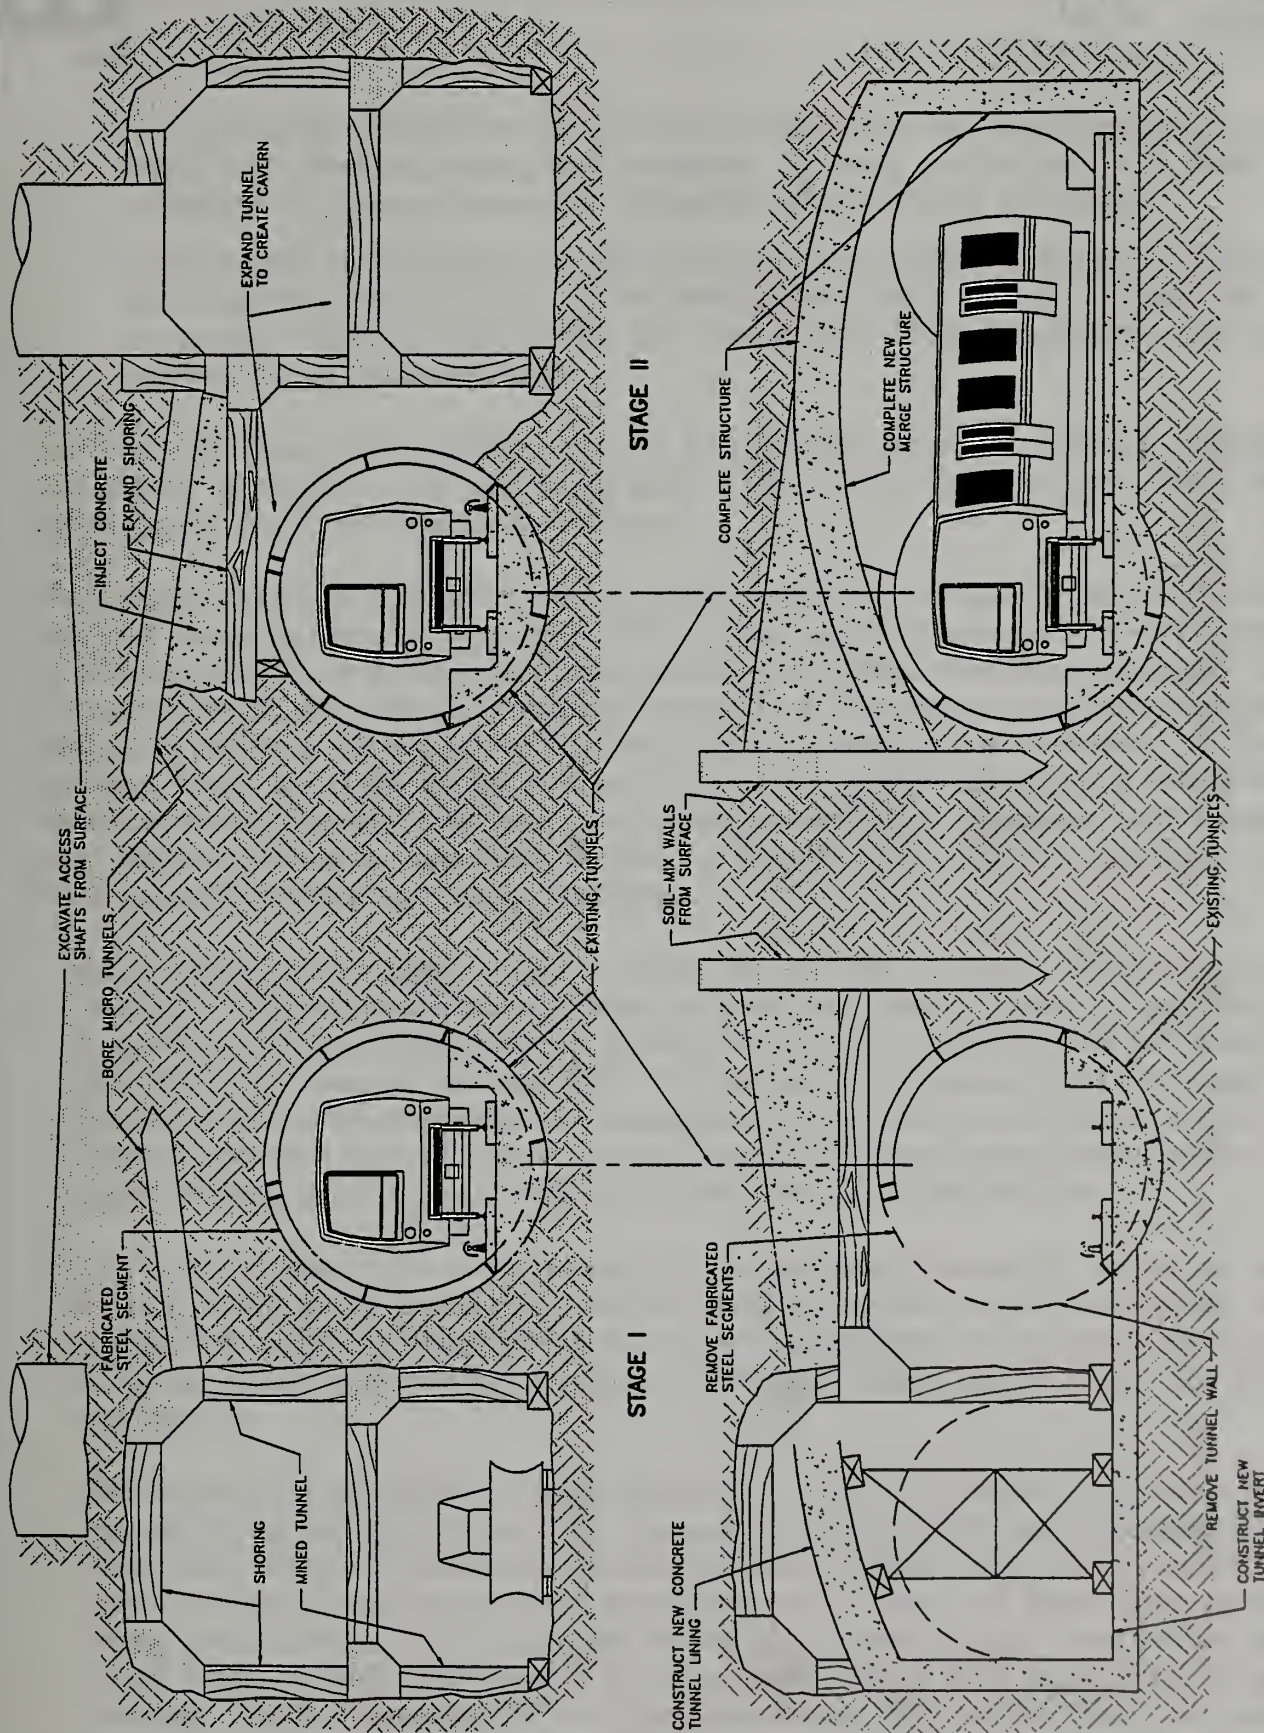 EXCAVATE ACCESS
SHAFTS FROM SURFACE
BORE MICRO TUNNELS
FABRICATED
STEEL SEGMENT
SHORING
MINED TUNNEL
INJECT CONCRETE
EXPAND SHORING
EXPAND TUNNEL
TO CREATE CAVERN
EXISTING TUNNELS
STAGE I
STAGE II
CONSTRUCT NEW CONCRETE
TUNNEL LINING
REMOVE FABRICATED
STEEL SEGMENTS
SOIL-MIX WALLS
FROM SURFACE
COMPLETE STRUCTURE
COMPLETE NEW
MERGE STRUCTURE
EXISTING TUNNELS
REMOVE TUNNEL WALL
CONSTRUCT NEW
TUNNEL INVERT